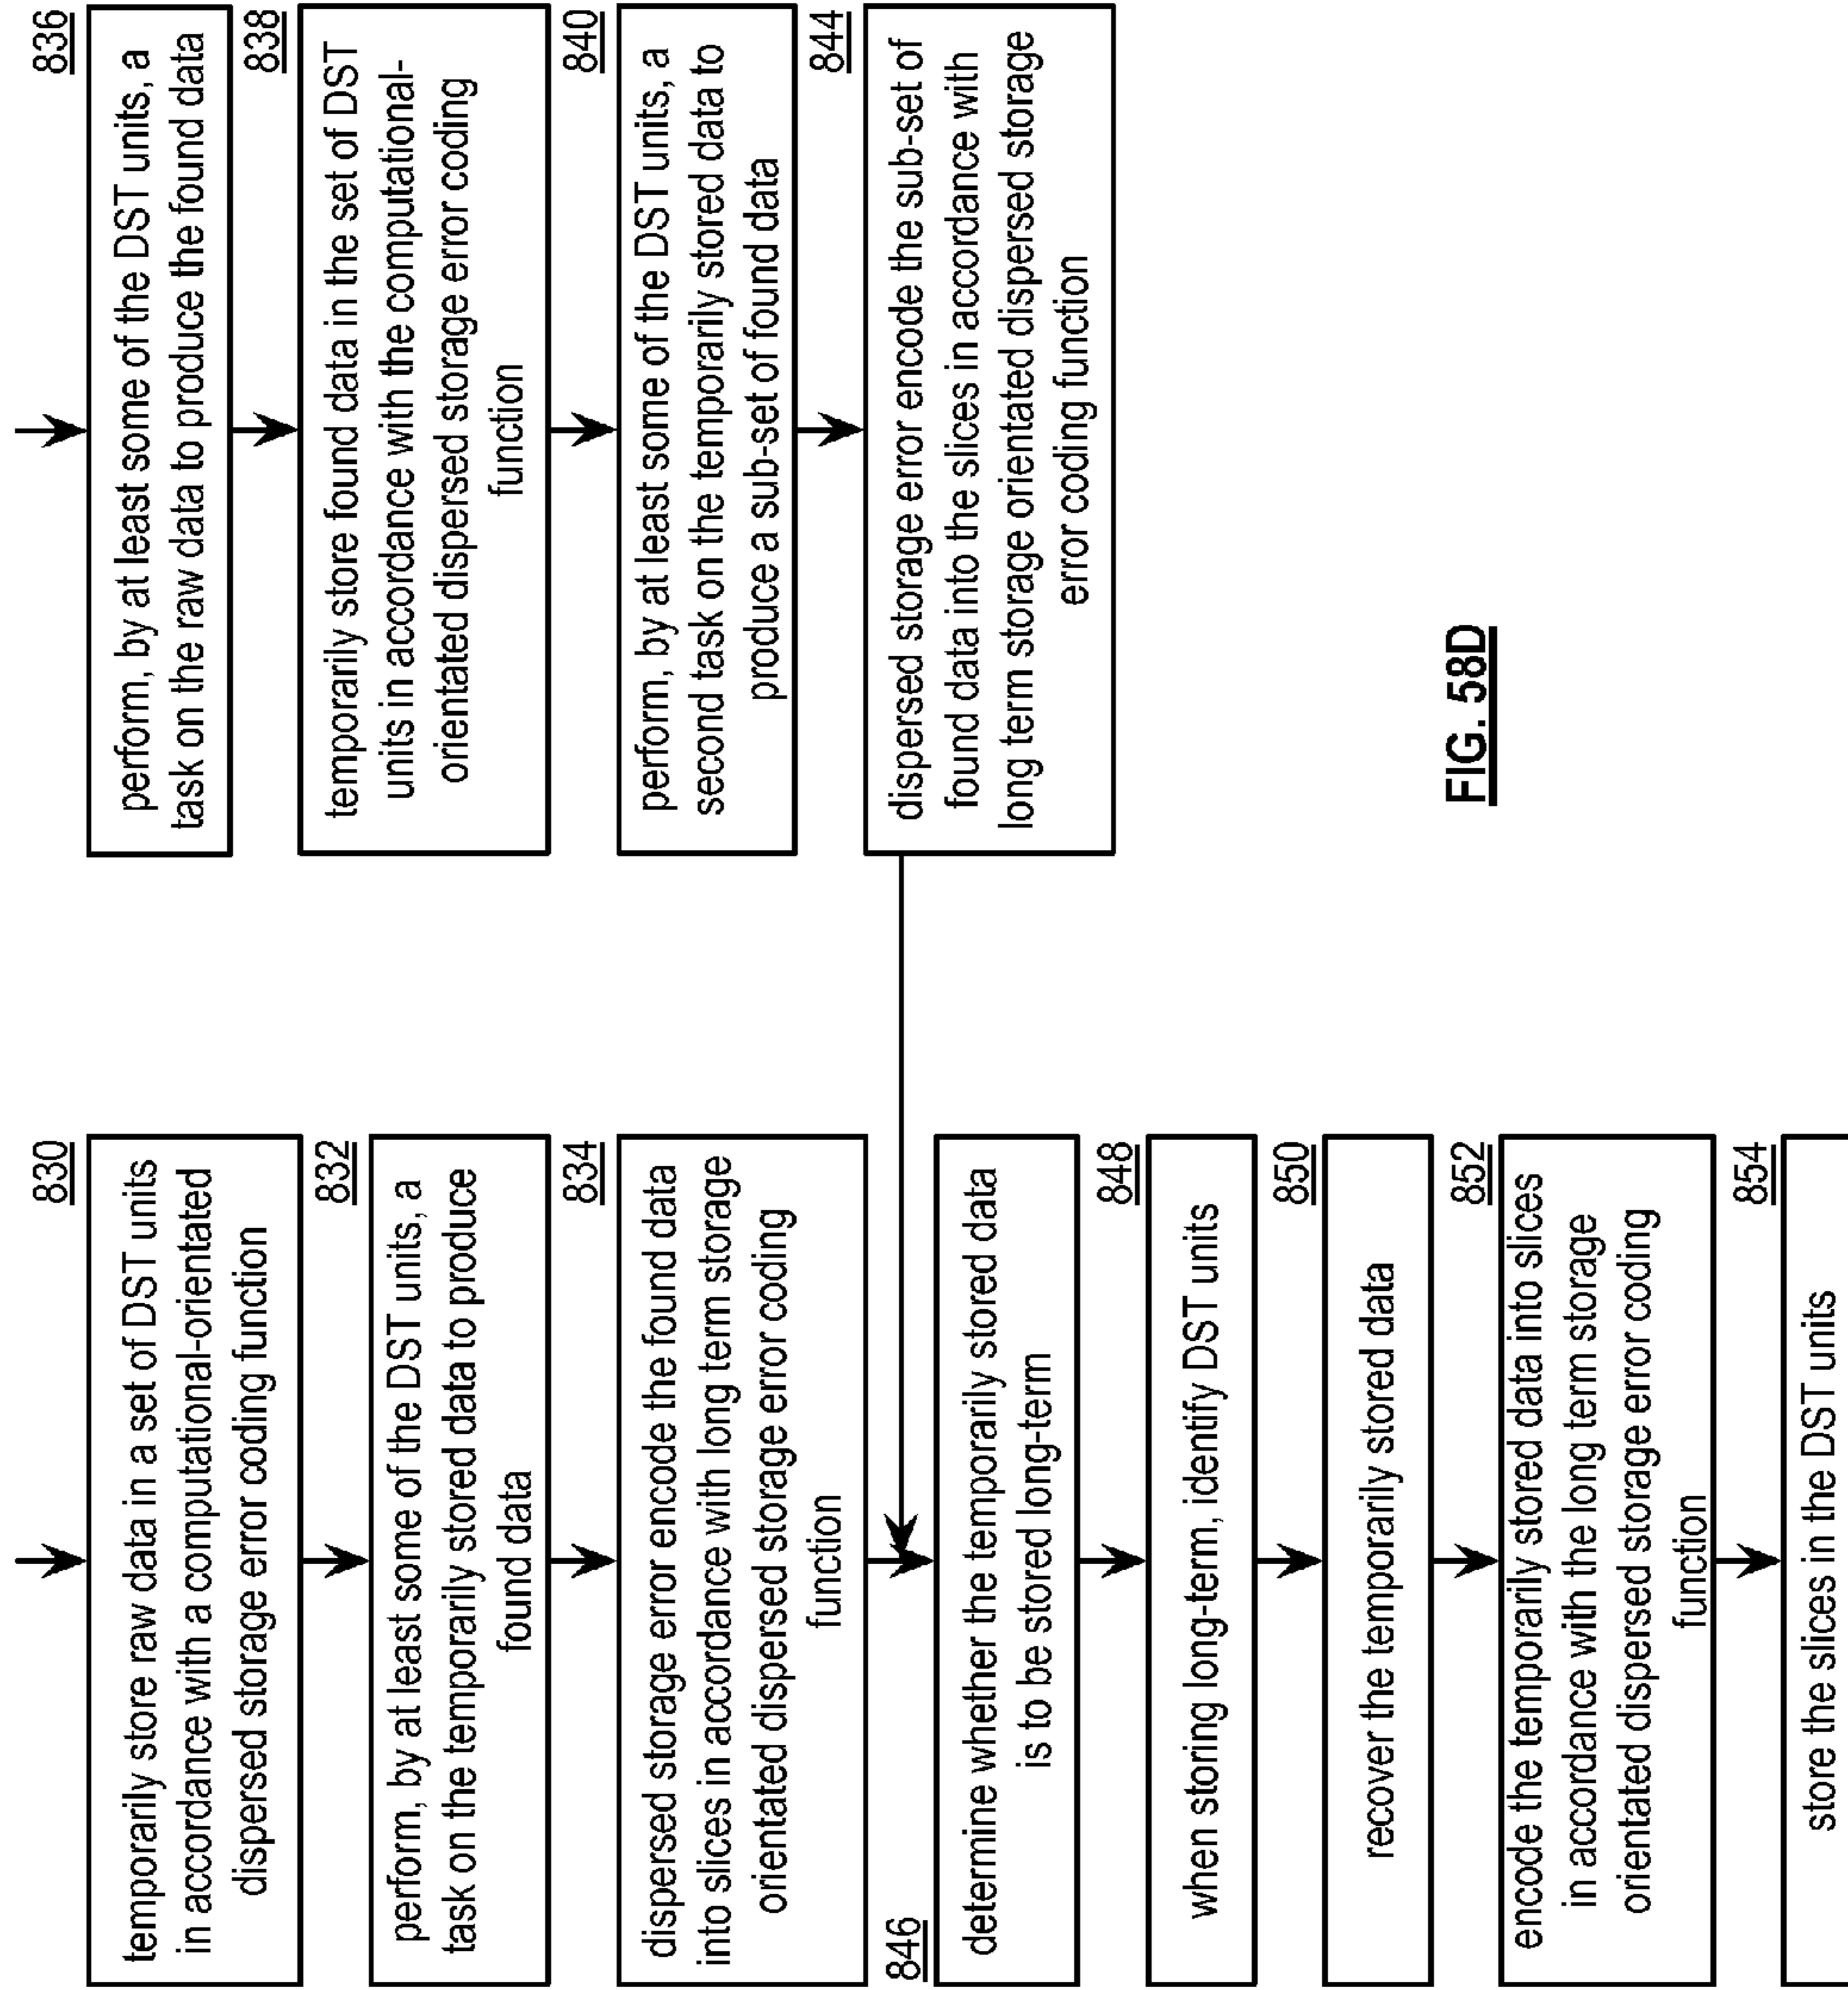 830
temporarily store raw data in a set of DST units
in accordance with a computational-orientated
dispersed storage error coding function
832
perform, by at least some of the DST units, a
task on the temporarily stored data to produce
found data
834
dispersed storage error encode the found data
into slices in accordance with long term storage
orientated dispersed storage error coding
function
846
determine whether the temporarily stored data
is to be stored long-term
848
when storing long-term, identify DST units
850
recover the temporarily stored data
852
encode the temporarily stored data into slices
in accordance with the long term storage
orientated dispersed storage error coding
function
854
store the slices in the DST units
836
perform, by at least some of the DST units, a
task on the raw data to produce the found data
838
temporarily store found data in the set of DST
units in accordance with the computational-
orientated dispersed storage error coding
function
840
perform, by at least some of the DST units, a
second task on the temporarily stored data to
produce a sub-set of found data
844
dispersed storage error encode the sub-set of
found data into the slices in accordance with
long term storage orientated dispersed storage
error coding function
FIG. 58D